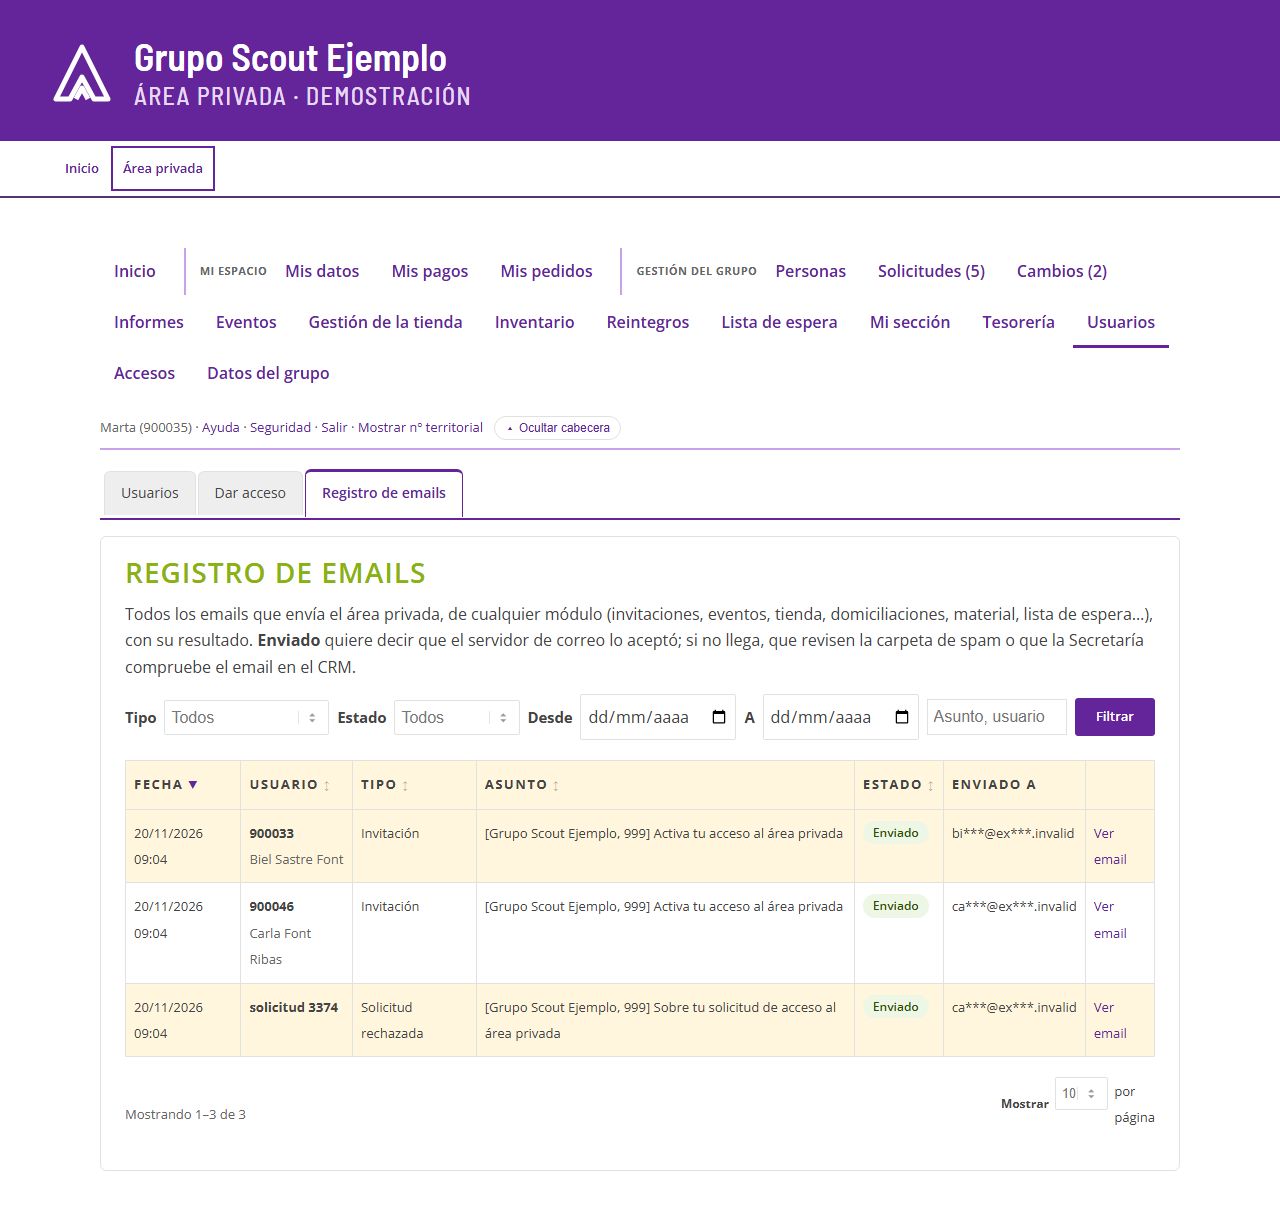 Grupo Scout Ejemplo
ÁREA PRIVADA · DEMOSTRACIÓN
Inicio Área privada
Inicio MI ESPACIO Mis datos Mis pagos Mis pedidos GESTIÓN DEL GRUPO Personas Solicitudes (5) Cambios (2)
Informes Eventos Gestión de la tienda Inventario Reintegros Lista de espera Mi sección Tesorería Usuarios
Accesos Datos del grupo
Marta (900035) · Ayuda · Seguridad · Salir · Mostrar nº territorial ▲ Ocultar cabecera
Usuarios Dar acceso Registro de emails
REGISTRO DE EMAILS
Todos los emails que envía el área privada, de cualquier módulo (invitaciones, eventos, tienda, domiciliaciones, material, lista de espera…),
con su resultado. Enviado quiere decir que el servidor de correo lo aceptó; si no llega, que revisen la carpeta de spam o que la Secretaría
compruebe el email en el CRM.
Tipo Todos Estado Todos Desde dd/mm/aaaa A dd/mm/aaaa Asunto, usuario Filtrar
FECHA ▼ USUARIO ↕ TIPO ↕ ASUNTO ↕ ESTADO ↕ ENVIADO A
20/11/2026 900033 Invitación [Grupo Scout Ejemplo, 999] Activa tu acceso al área privada Enviado bi***@ex***.invalid Ver
09:04 Biel Sastre Font email
20/11/2026 900046 Invitación [Grupo Scout Ejemplo, 999] Activa tu acceso al área privada Enviado ca***@ex***.invalid Ver
09:04 Carla Font email
Ribas
20/11/2026 solicitud 3374 Solicitud [Grupo Scout Ejemplo, 999] Sobre tu solicitud de acceso al Enviado ca***@ex***.invalid Ver
09:04 rechazada área privada email
Mostrando 1–3 de 3 Mostrar 10 por
página